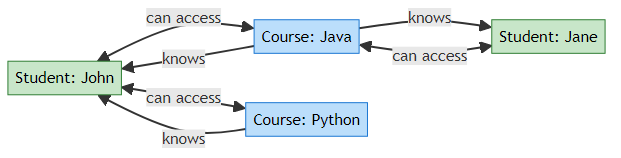 can access
knows
Course: Java
Student: Jane
knows
can access
Student: John
can access
Course: Python
knows